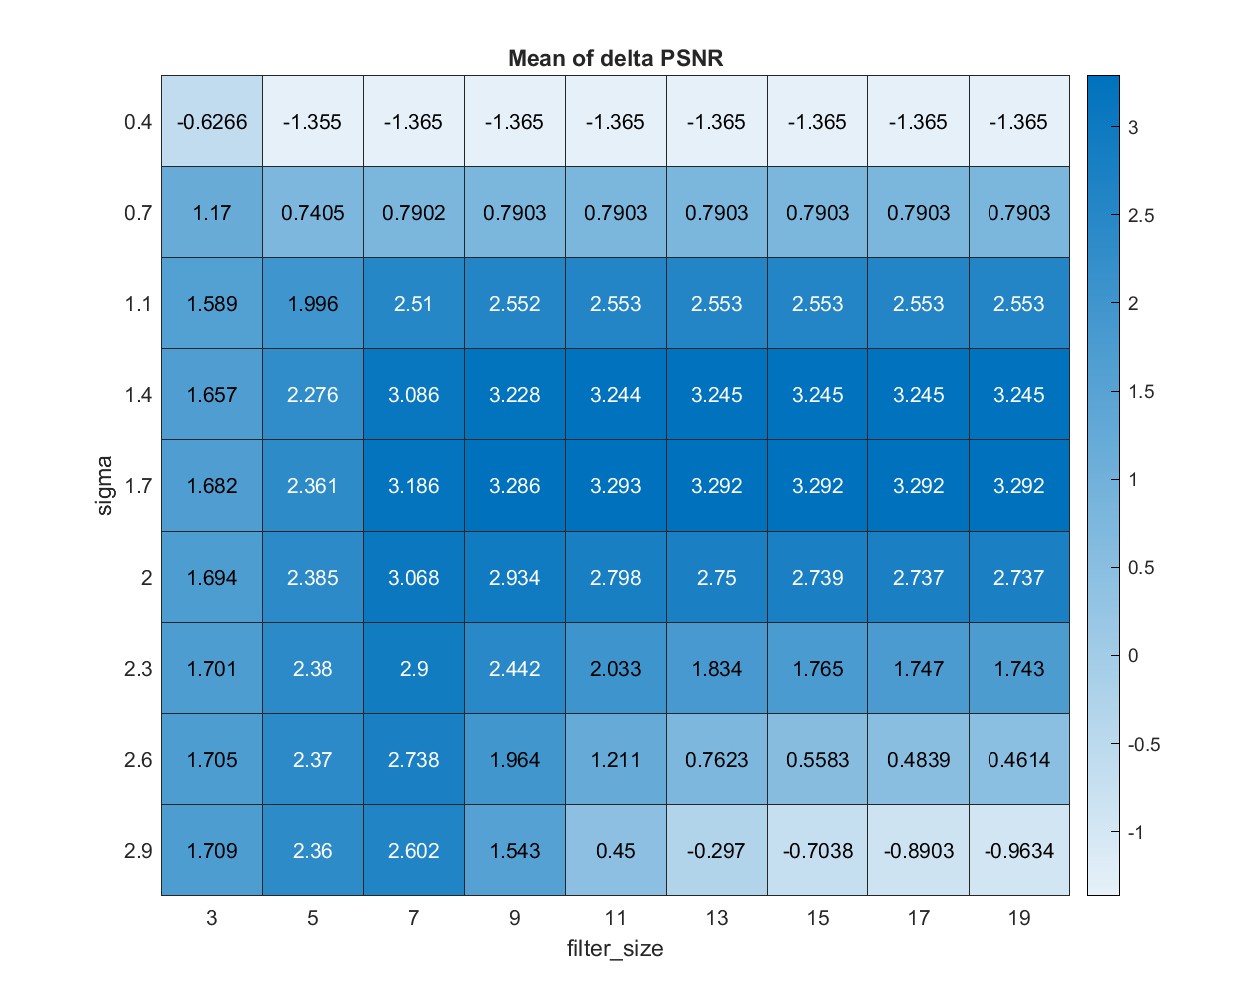 Mean of delta PSNR
0.4 -0.6266 -1.355 -1.365 -1.365 -1.365 -1.365 -1.365 -1.365 -1.365
0.7 1.17 0.7405 0.7902 0.7903 0.7903 0.7903 0.7903 0.7903 0.7903
1.1 1.589 1.996 2.51 2.552 2.553 2.553 2.553 2.553 2.553
1.4 1.657 2.276 3.086 3.228 3.244 3.245 3.245 3.245 3.245
1.7 1.682 2.361 3.186 3.286 3.293 3.292 3.292 3.292 3.292
2 1.694 2.385 3.068 2.934 2.798 2.75 2.739 2.737 2.737
2.3 1.701 2.38 2.9 2.442 2.033 1.834 1.765 1.747 1.743
2.6 1.705 2.37 2.738 1.964 1.211 0.7623 0.5583 0.4839 0.4614
2.9 1.709 2.36 2.602 1.543 0.45 -0.297 -0.7038 -0.8903 -0.9634
3 5 7 9 11 13 15 17 19
filter_size
sigma
3
2.5
2
1.5
1
0.5
0
-0.5
-1